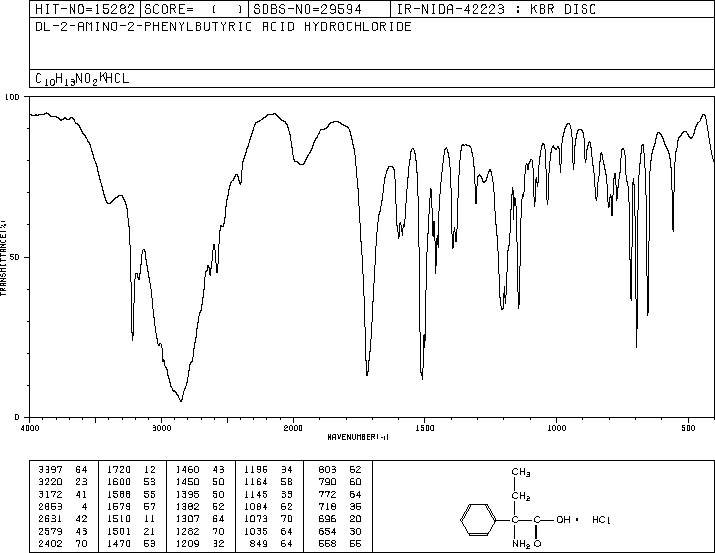 HIT-NO=15282 SCORE= ( ) SDBS-NO=29594 IR-NIDA-42223 : KBR DISC
DL-2-AMINO-2-PHENYLBUTYRIC ACID HYDROCHLORIDE
C10H13NO2*HCL
100
50
0
TRANSMITTANCE(%)
4000 3000 2000 1500 1000 500
WAVENUMBER(-1)
3397 64 1720 12 1460 43 1196 34 803 62
3220 23 1600 53 1450 50 1164 58 790 60
3172 41 1588 55 1395 50 1145 33 772 64
2853 4 1579 57 1382 52 1084 62 718 35
2631 42 1510 11 1307 64 1073 70 696 20
2579 43 1501 21 1282 70 1035 64 654 30
2402 70 1470 53 1209 32 849 64 558 55
CH3
CH2
C C OH • HCl
NH2 O